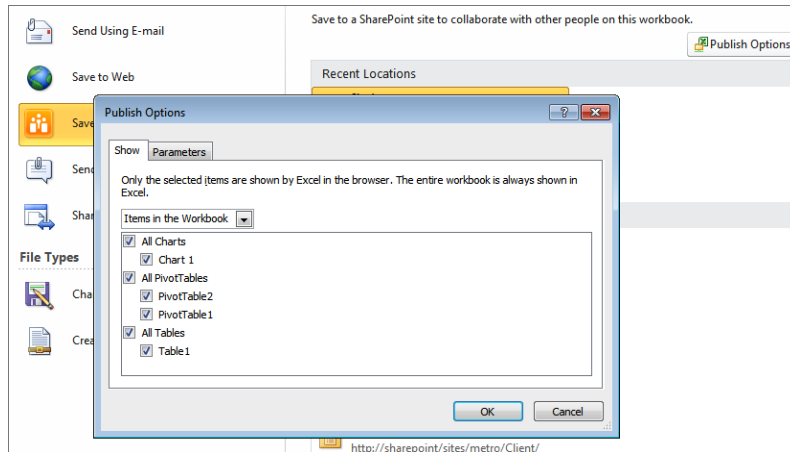 Send Using E-mail
Save to Web
Save
Send
Shar
File Types
Cha
Crea
Save to a SharePoint site to collaborate with other people on this workbook.
Publish Options
Recent Locations
Publish Options
Show
Parameters
Only the selected items are shown by Excel in the browser. The entire workbook is always shown in
Excel.
Items in the Workbook
All Charts
Chart 1
All PivotTables
PivotTable2
PivotTable1
All Tables
Table1
OK
Cancel
http://sharepoint/sites/metro/Client/